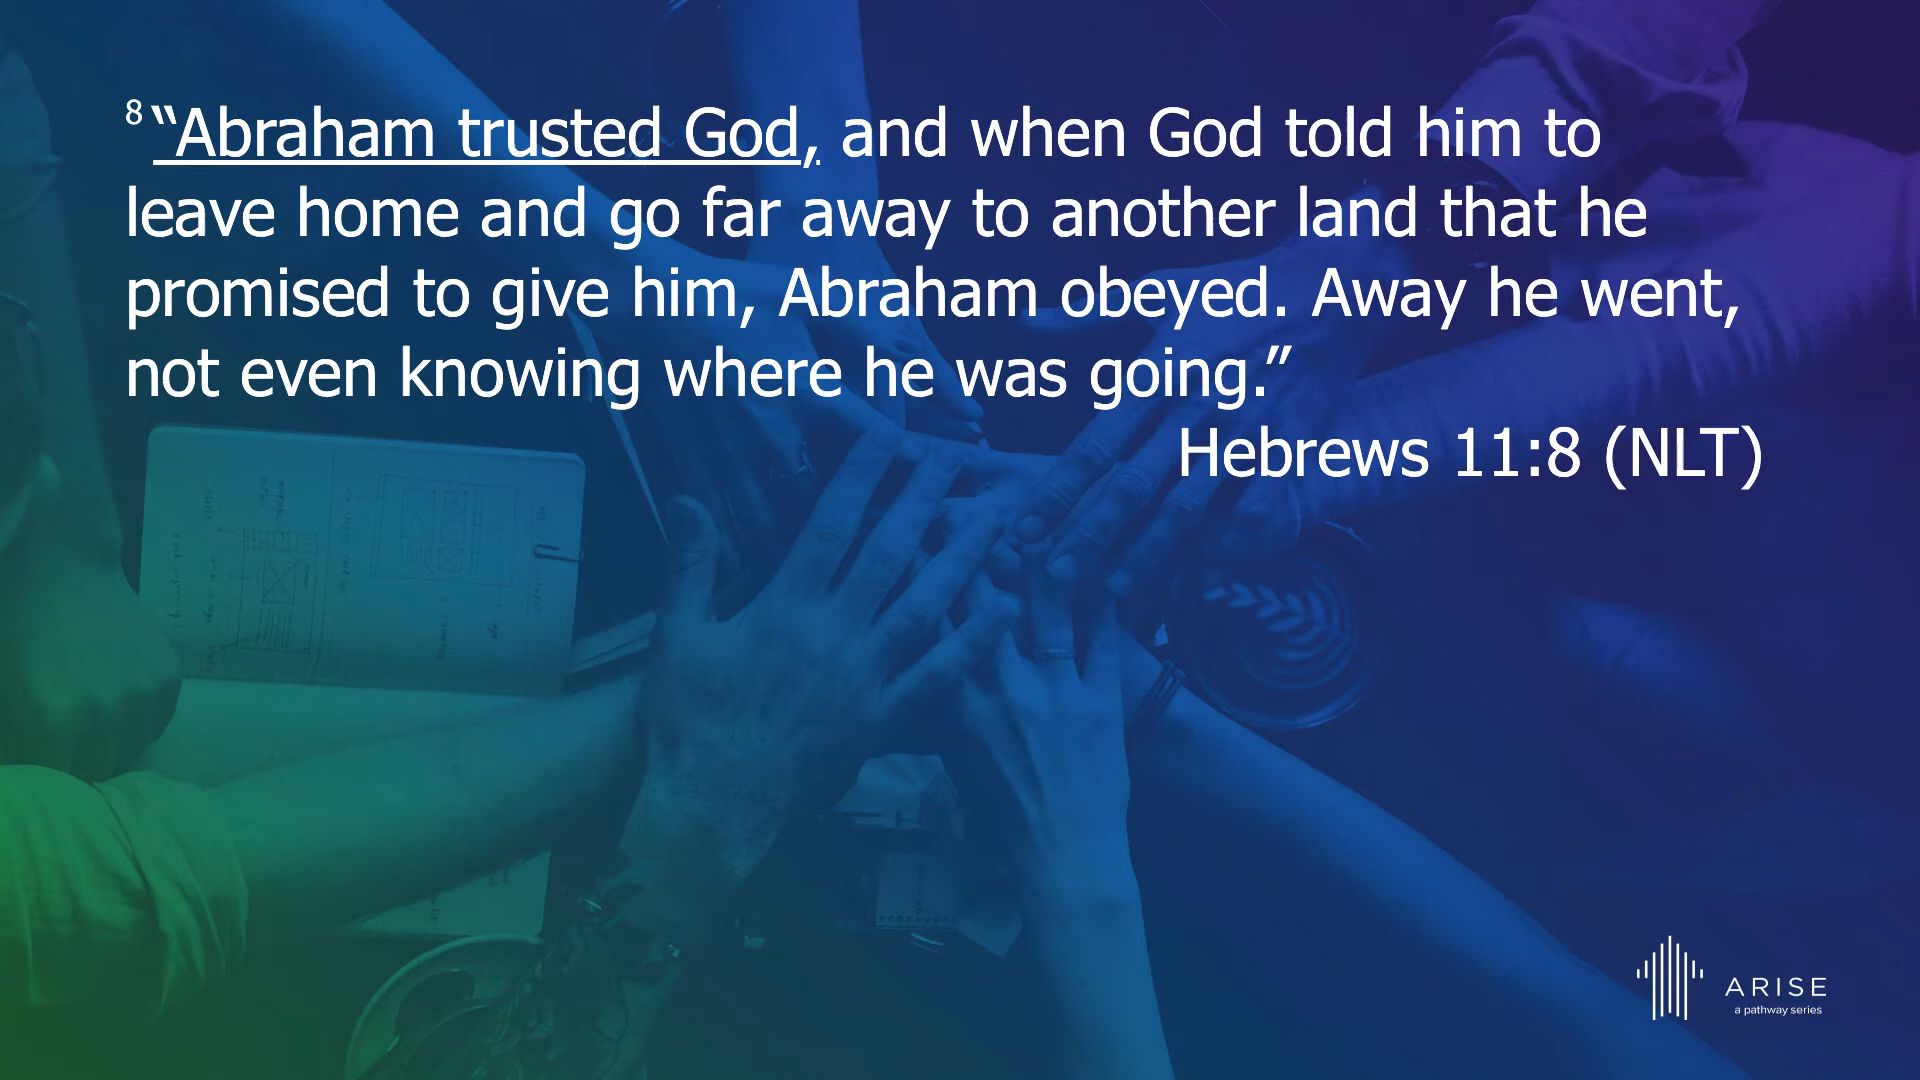 8 “Abraham trusted God, and when God told him to
leave home and go far away to another land that he
promised to give him, Abraham obeyed. Away he went,
not even knowing where he was going.”
Hebrews 11:8 (NLT)
ARISE
a pathway series